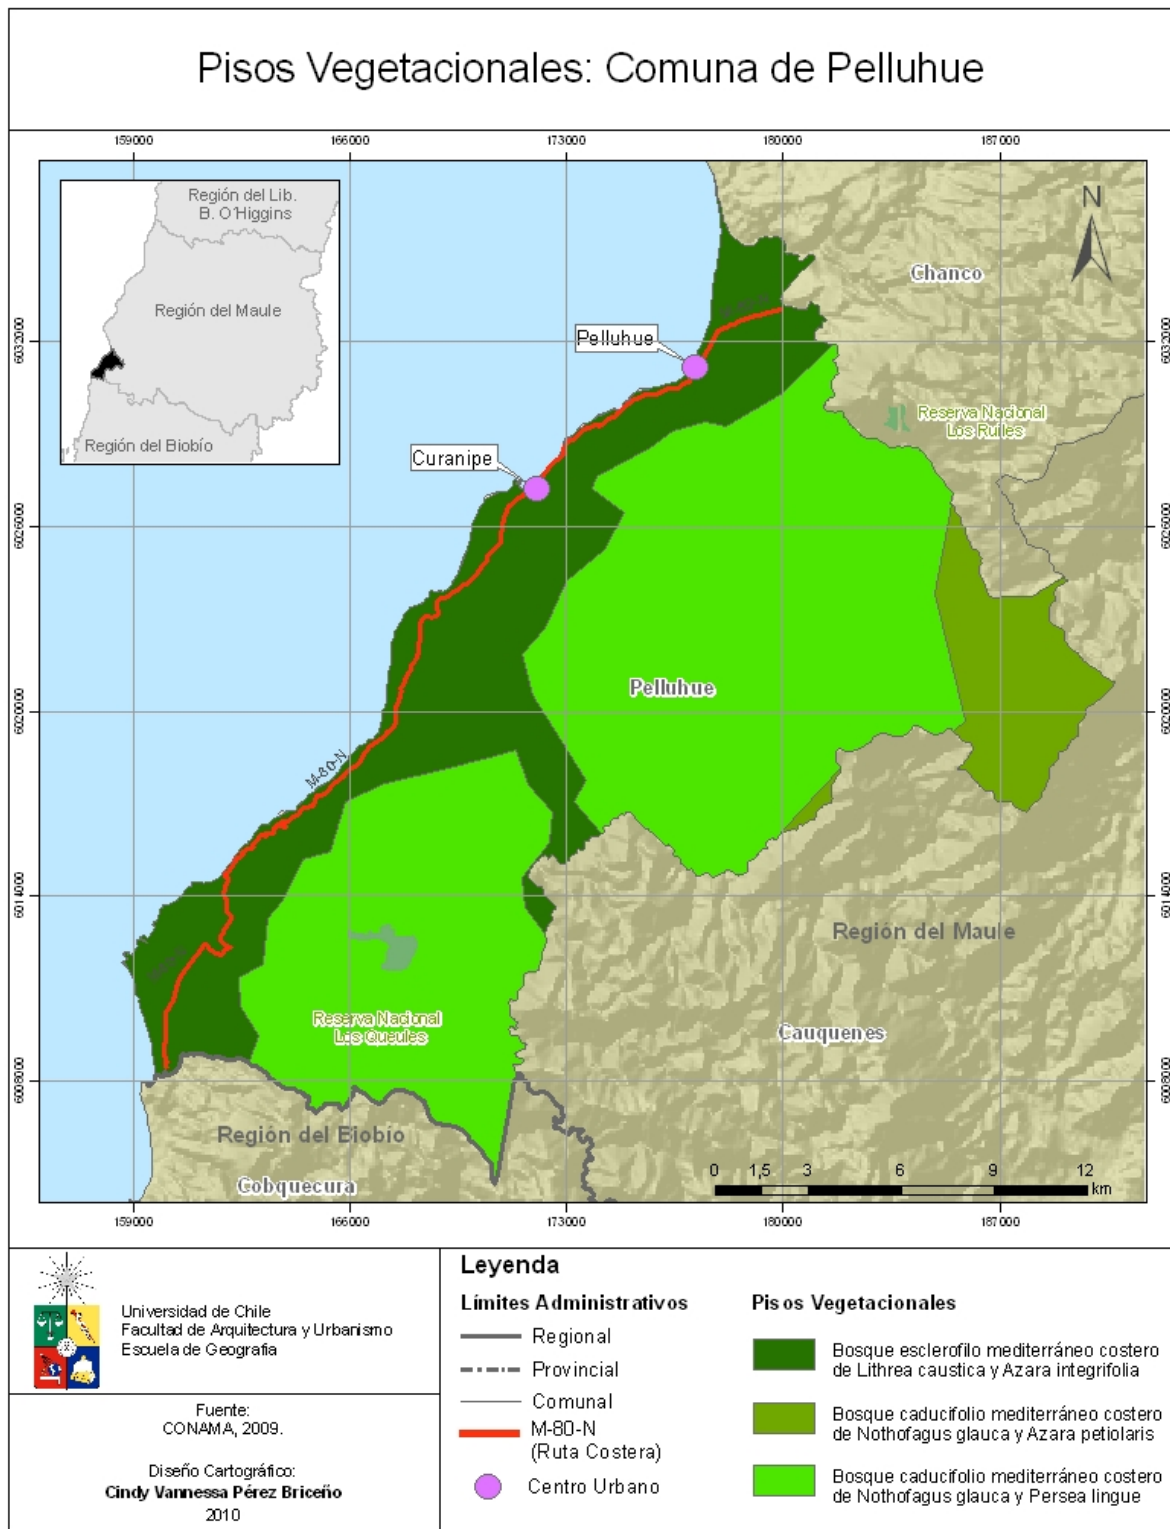 Pisos Vegetacionales: Comuna de Pelluhue
159000 166000 173000 180000 187000
Región del Lib.
B. O'Higgins
Región del Maule
Región del Biobío
N
Chanco
6032000 6032000
Pelluhue
Reserva Nacional
Los Ruiles
Curanipe
6026000 6026000
Pelluhue
6020000 6020000
M-80-N
6014000 6014000
Región del Maule
Reserva Nacional
Los Queules
Cauquenes
6008000 6008000
Región del Biobío
Cobquecura
0 1,5 3 6 9 12
km
159000 166000 173000 180000 187000
Universidad de Chile
Facultad de Arquitectura y Urbanismo
Escuela de Geografía
Fuente:
CONAMA, 2009.
Diseño Cartográfico:
Cindy Vannessa Pérez Briceño
2010
Leyenda
Límites Administrativos
Regional
Provincial
Comunal
M-80-N
(Ruta Costera)
Centro Urbano
Pisos Vegetacionales
Bosque esclerofilo mediterráneo costero
de Lithrea caustica y Azara integrifolia
Bosque caducifolio mediterráneo costero
de Nothofagus glauca y Azara petiolaris
Bosque caducifolio mediterráneo costero
de Nothofagus glauca y Persea lingue